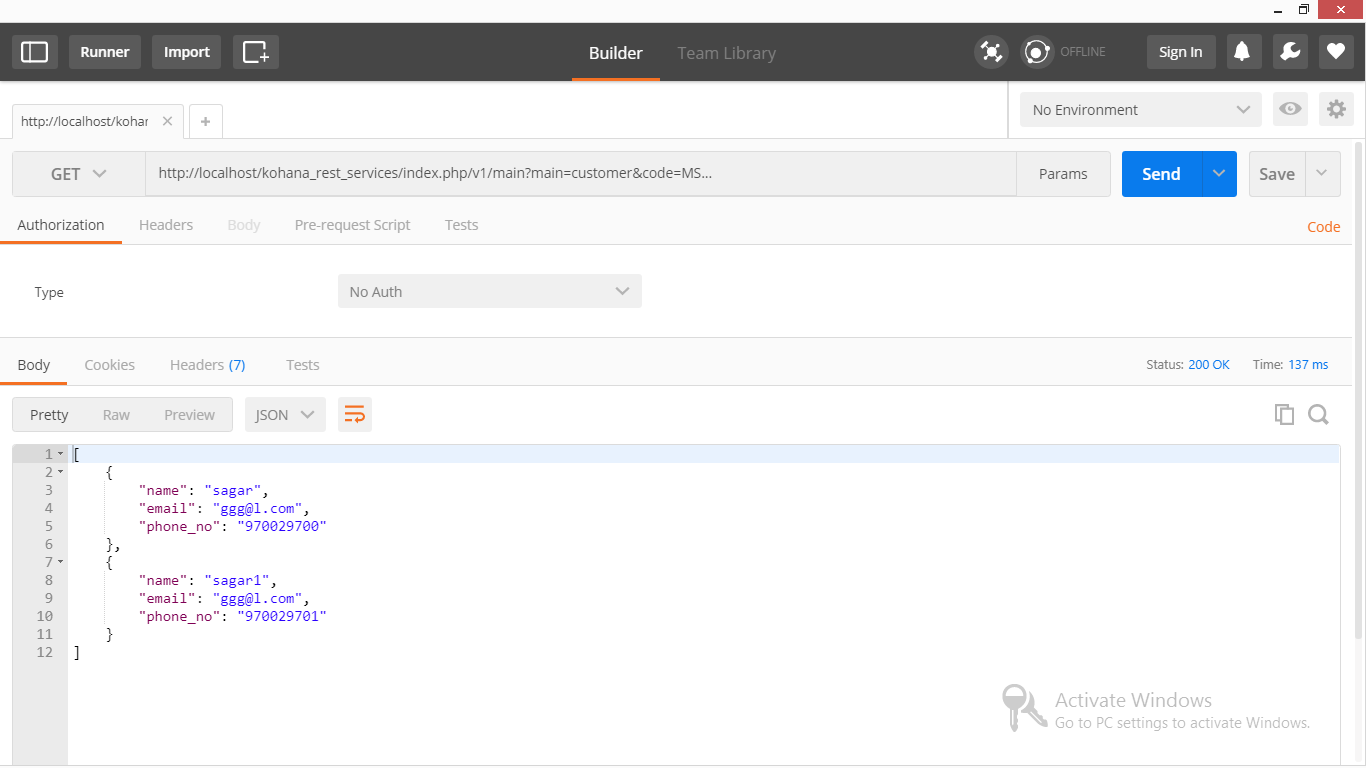 Runner Import Builder Team Library OFFLINE Sign In
No Environment
http://localhost/kohar
GET http://localhost/kohana_rest_services/index.php/v1/main?main=customer&code=MS... Params Send Save
Authorization Headers Body Pre-request Script Tests Code
Type No Auth
Body Cookies Headers (7) Tests Status: 200 OK Time: 137 ms
Pretty Raw Preview JSON
1 [
2 {
3 "name": "sagar",
4 "email": "ggg@l.com",
5 "phone_no": "970029700"
6 },
7 {
8 "name": "sagar1",
9 "email": "ggg@l.com",
10 "phone_no": "970029701"
11 }
12 ]
Activate Windows
Go to PC settings to activate Windows.